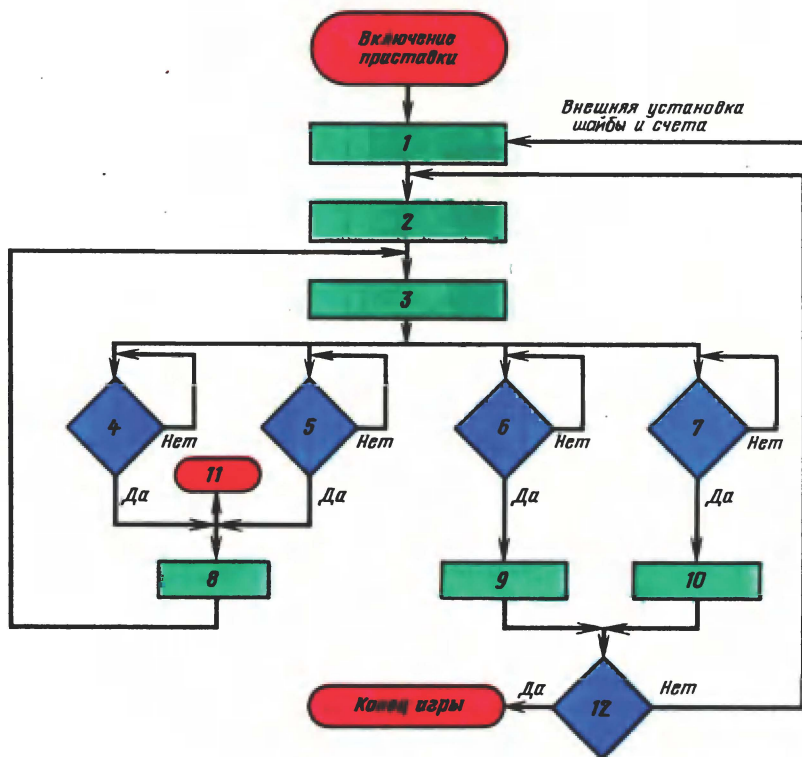 Включение
приставки
Внешняя установка
шайбы и счета
1
2
3
4
5
6
7
Нет
Нет
Нет
Нет
11
Да
Да
Да
Да
8
9
10
12
Да
Нет
Конец игры